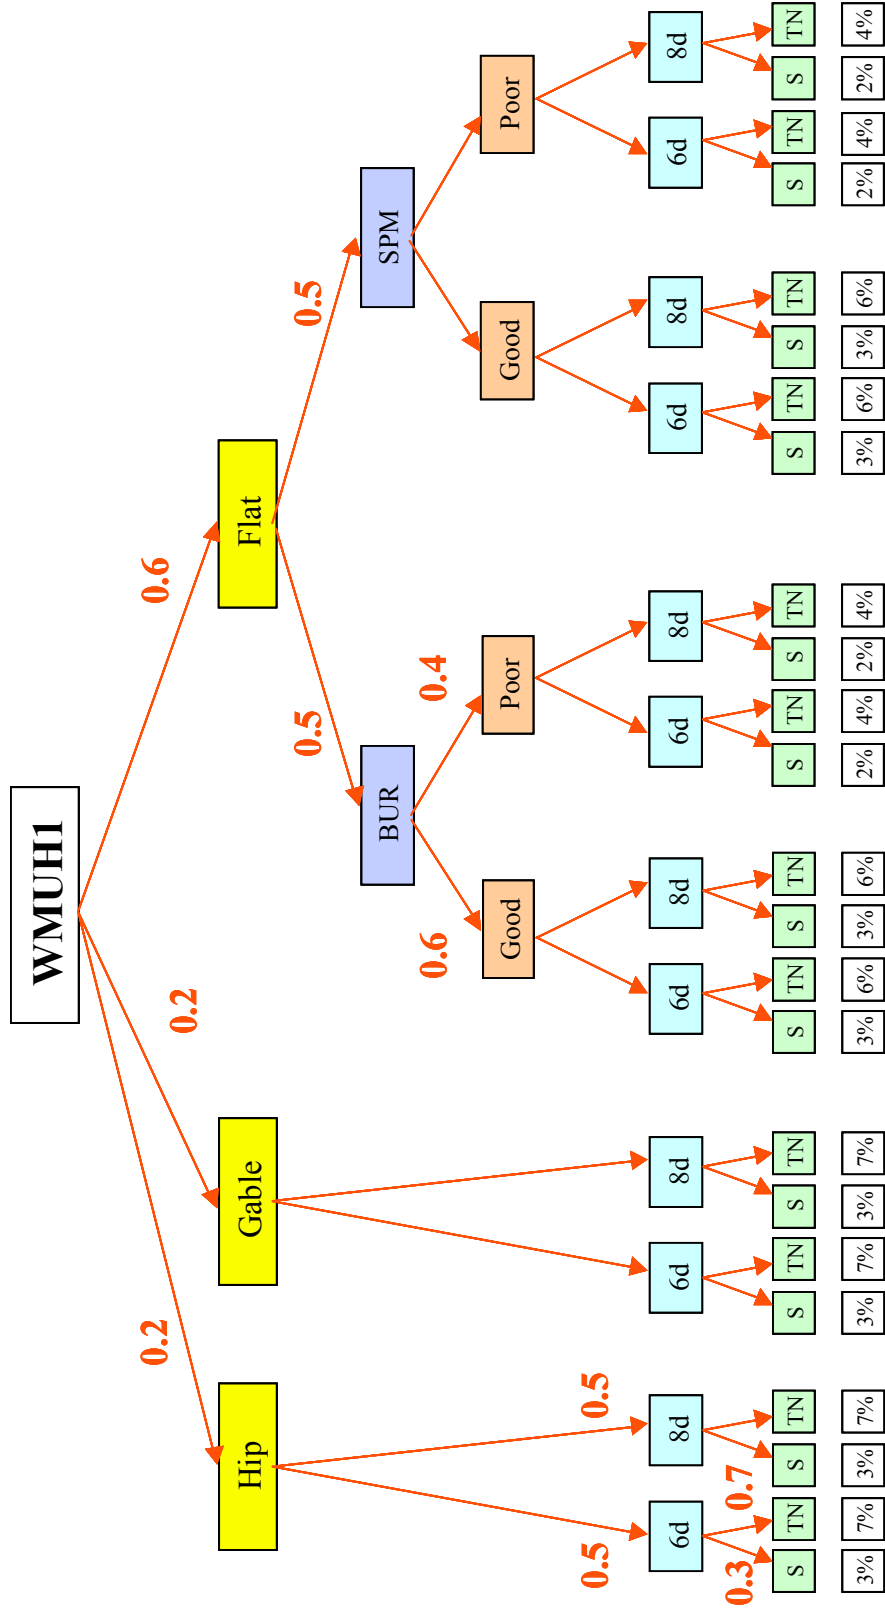 WMUH1
0.2 0.2 0.6
Hip Gable Flat
0.5 0.5
BUR SPM
0.6 0.4
Good Poor Good Poor
0.5 0.5
6d 8d 6d 8d 6d 8d 6d 8d 6d 8d 6d 8d
0.3 0.7
S TN S TN S TN S TN S TN S TN S TN S TN S TN S TN S TN S TN
3% 7% 3% 7% 3% 7% 3% 7% 3% 6% 3% 6% 2% 4% 2% 4% 3% 6% 3% 6% 2% 4% 2% 4%